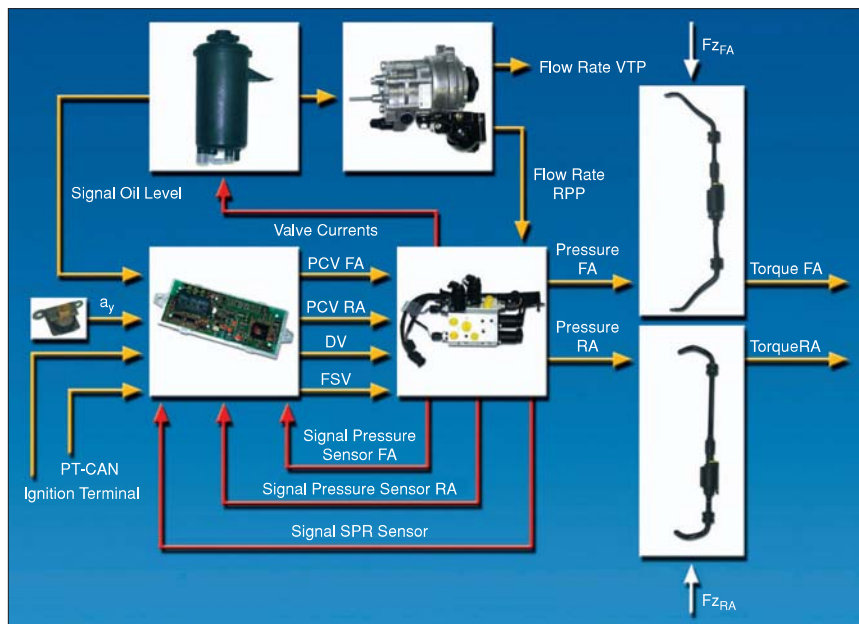 Fz_FA
Flow Rate VTP
Flow Rate
RPP
Signal Oil Level
Valve Currents
PCV FA
Pressure
FA
Torque FA
a_y
PCV RA
DV
Pressure
RA
TorqueRA
FSV
Signal Pressure
Sensor FA
PT-CAN
Ignition Terminal
Signal Pressure Sensor RA
Signal SPR Sensor
Fz_RA